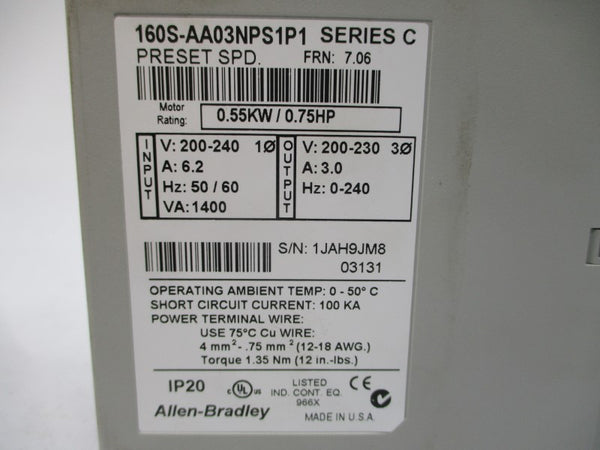 160S-AA03NPS1P1 SERIES C
PRESET SPD. FRN: 7.06
Motor Rating: 0.55KW / 0.75HP
INPUT
V: 200-240 1Ø
A: 6.2
Hz: 50 / 60
VA: 1400
OUTPUT
V: 200-230 3Ø
A: 3.0
Hz: 0-240
S/N: 1JAH9JM8
03131
OPERATING AMBIENT TEMP: 0 - 50° C
SHORT CIRCUIT CURRENT: 100 KA
POWER TERMINAL WIRE:
USE 75°C Cu WIRE:
4 mm² - .75 mm² (12-18 AWG.)
Torque 1.35 Nm (12 in.-lbs.)
IP20 c UL us LISTED IND. CONT. EQ. 966X CE
Allen-Bradley MADE IN U.S.A.